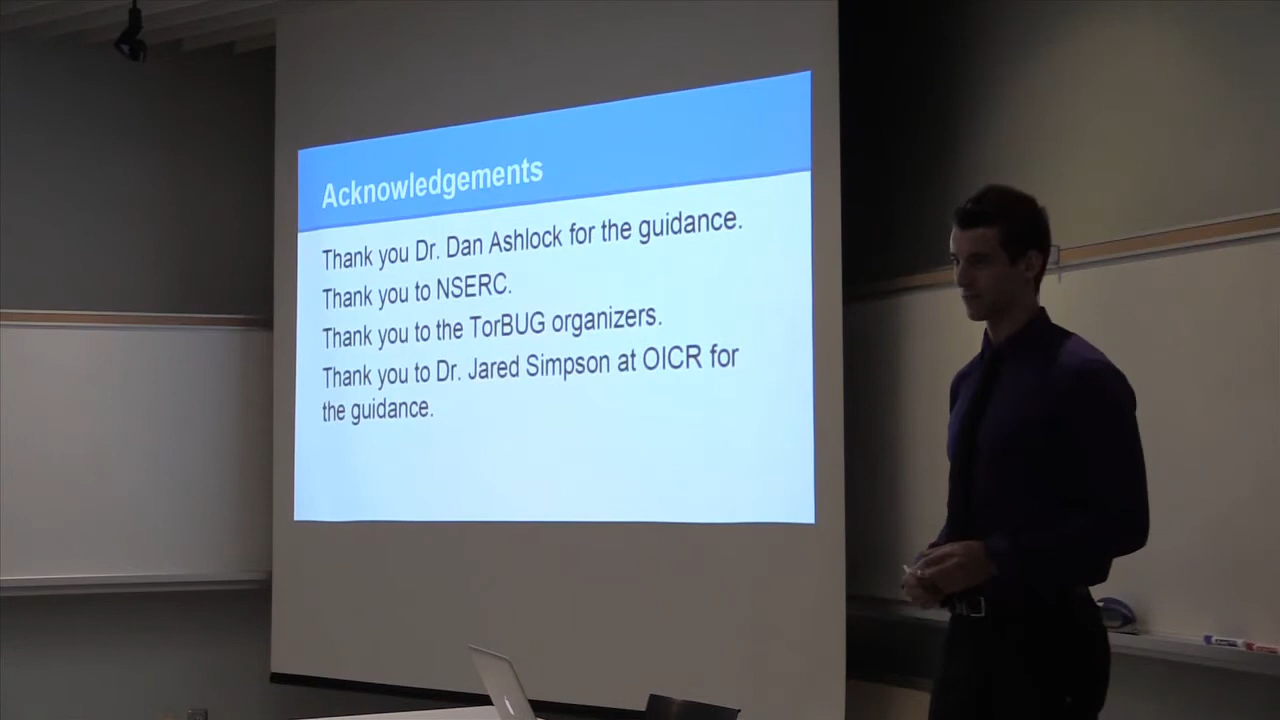 Acknowledgements
Thank you Dr. Dan Ashlock for the guidance.
Thank you to NSERC.
Thank you to the TorBUG organizers.
Thank you to Dr. Jared Simpson at OICR for
the guidance.